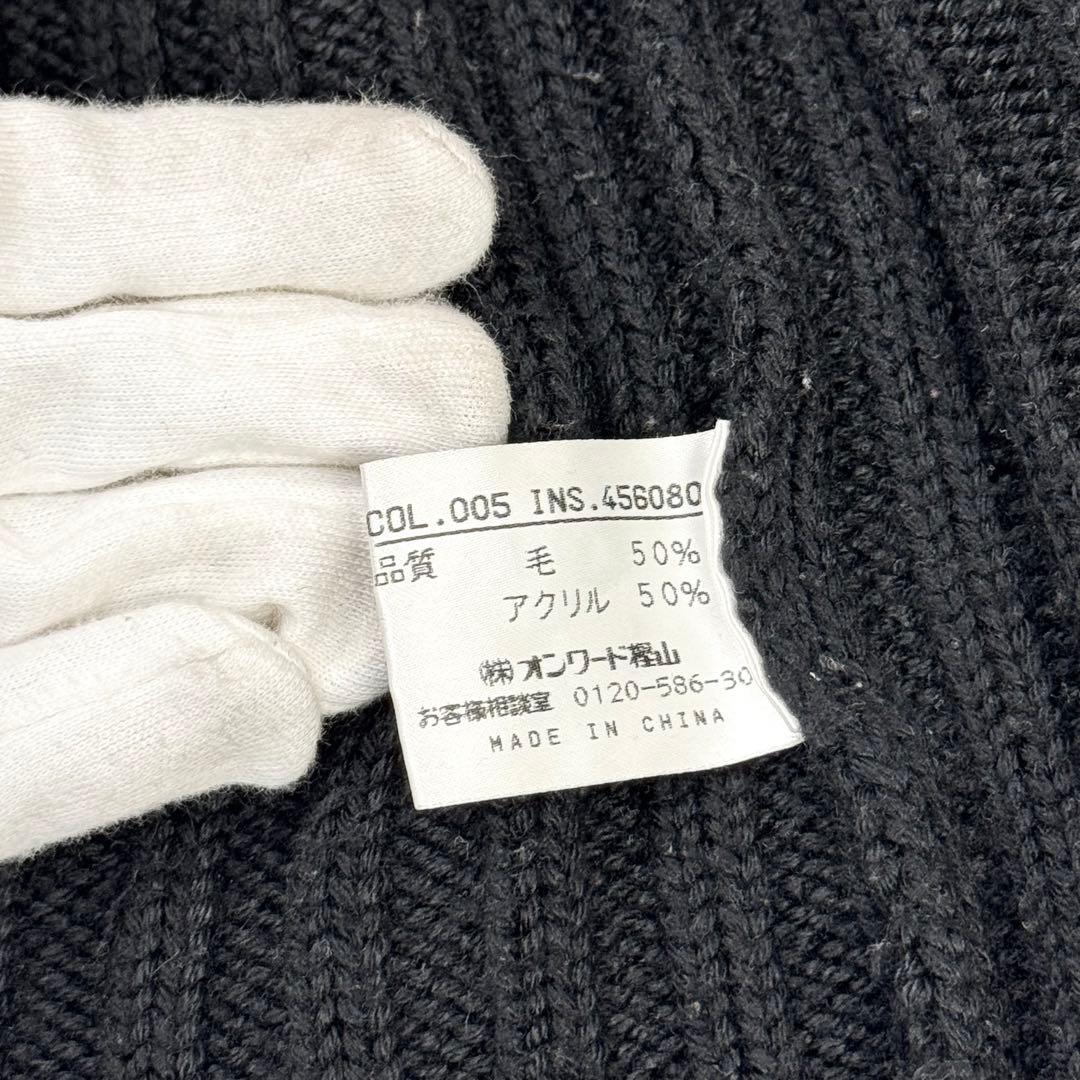 COL.005 INS.456080
品質 毛 50%
アクリル 50%
㈱オンワード樫山
お客様相談室 0120-586-30
MADE IN CHINA